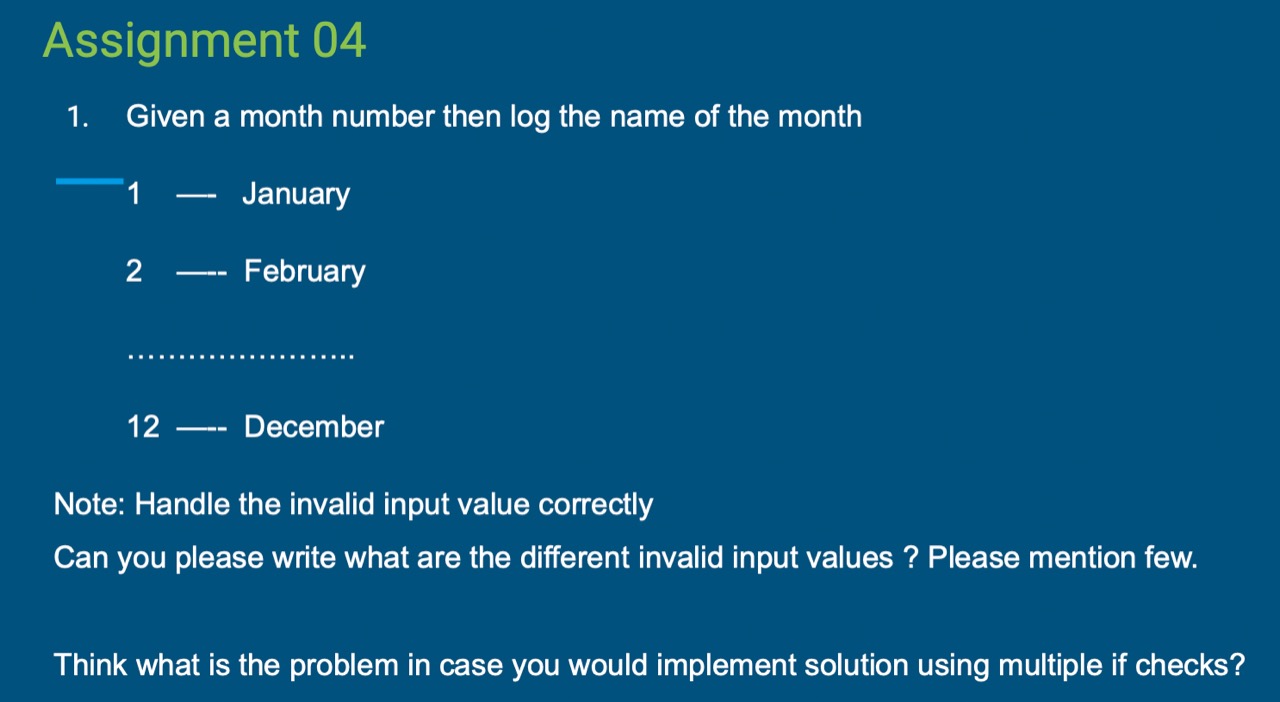 Assignment 04
1. Given a month number then log the name of the month
1 —- January
2 —-- February
……………………..
12 —-- December
Note: Handle the invalid input value correctly
Can you please write what are the different invalid input values ? Please mention few.
Think what is the problem in case you would implement solution using multiple if checks?